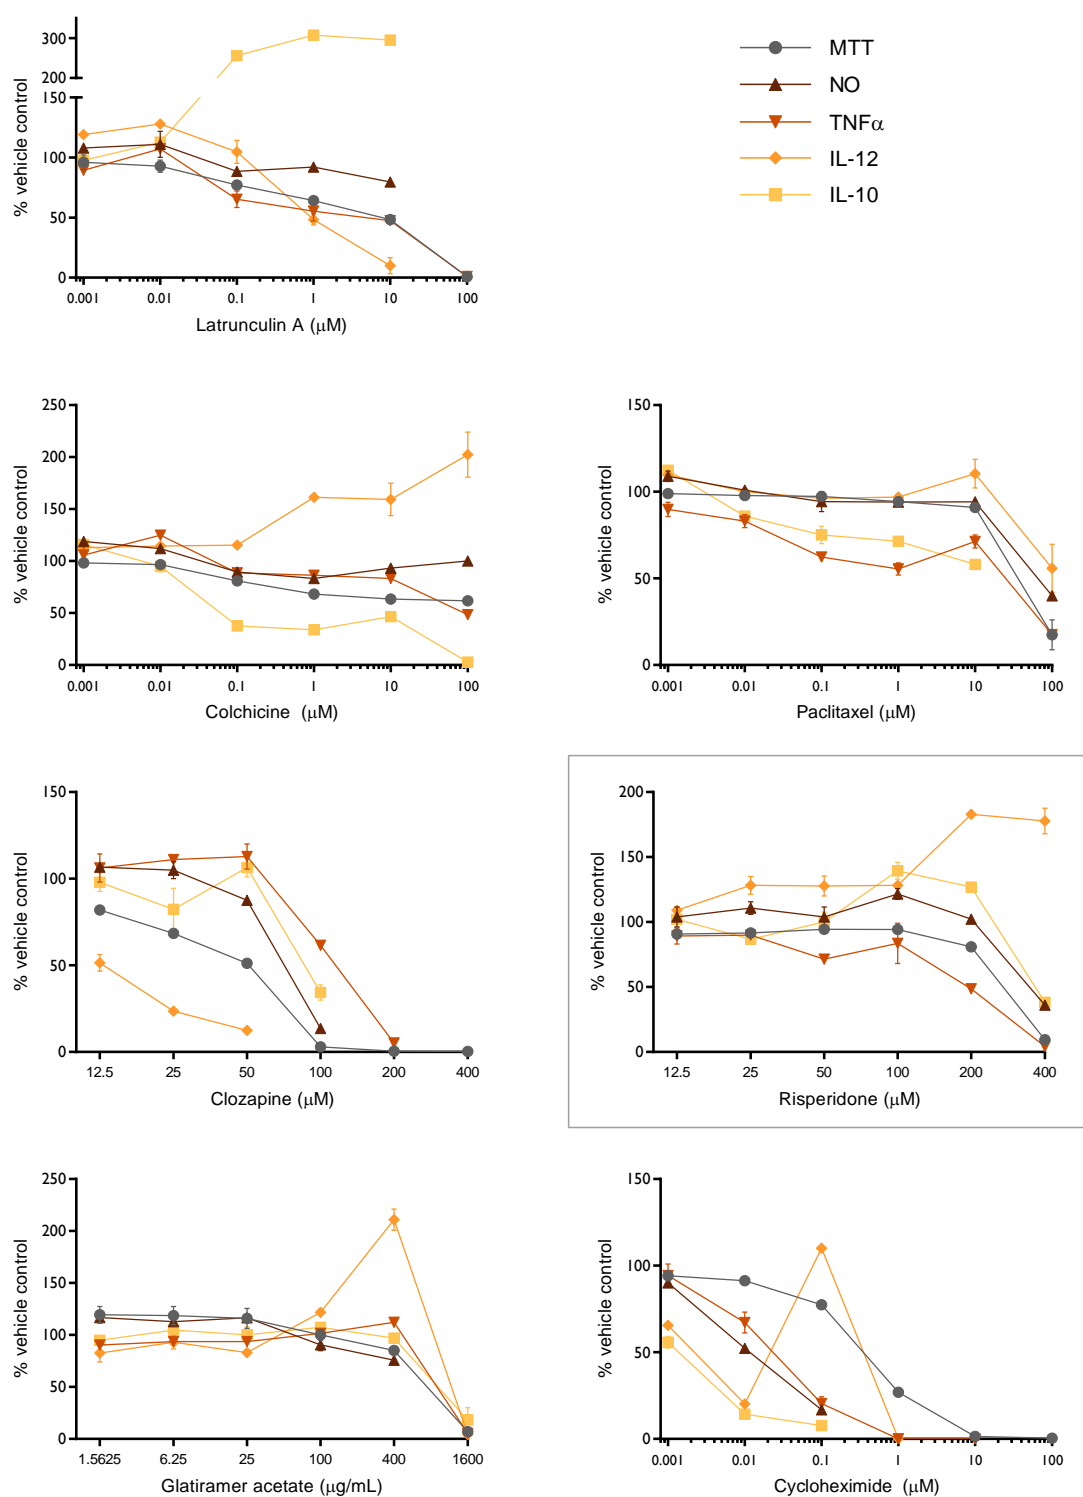 300
200
150
100
50
0
% vehicle control
0.001 0.01 0.1 1 10 100
Latrunculin A (µM)
MTT
NO
TNFα
IL-12
IL-10
250
200
150
100
50
0
% vehicle control
0.001 0.01 0.1 1 10 100
Colchicine (µM)
150
100
50
0
% vehicle control
0.001 0.01 0.1 1 10 100
Paclitaxel (µM)
150
100
50
0
% vehicle control
12.5 25 50 100 200 400
Clozapine (µM)
200
150
100
50
0
% vehicle control
12.5 25 50 100 200 400
Risperidone (µM)
250
200
150
100
50
0
% vehicle control
1.5625 6.25 25 100 400 1600
Glatiramer acetate (µg/mL)
150
100
50
0
% vehicle control
0.001 0.01 0.1 1 10 100
Cycloheximide (µM)